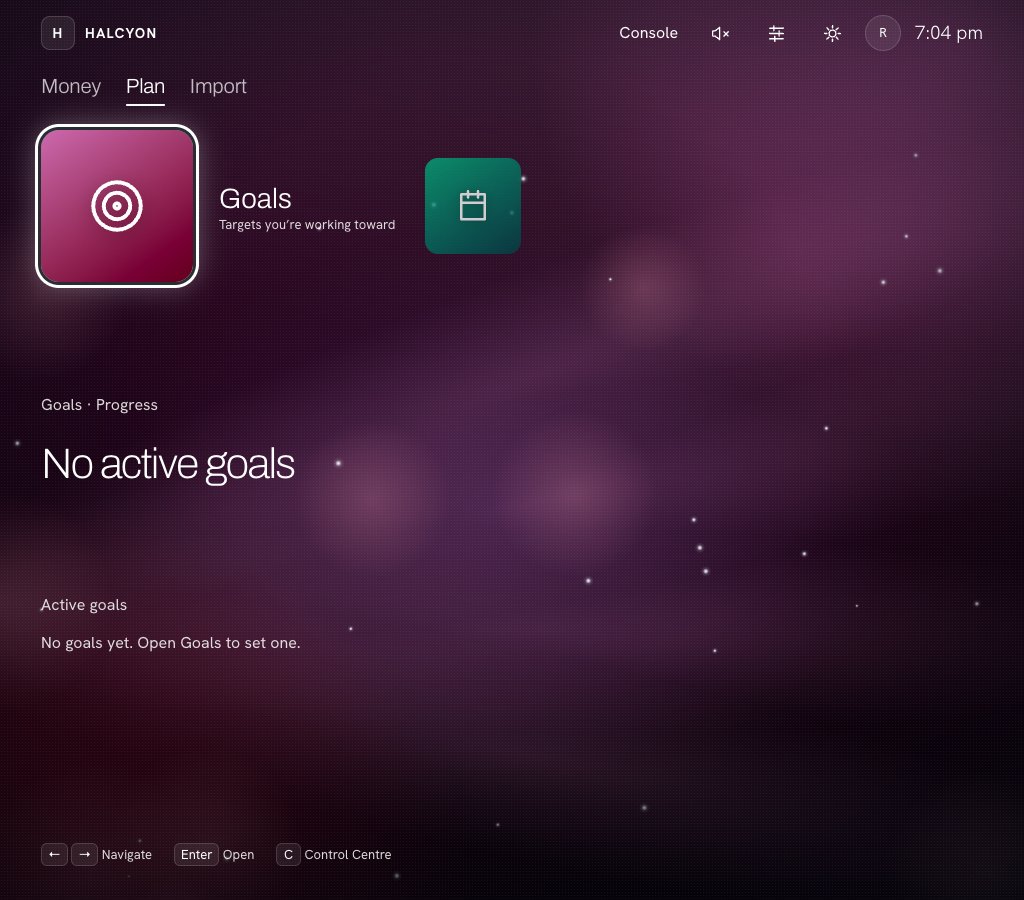 H HALCYON
Console R 7:04 pm
Money Plan Import
Goals
Targets you’re working toward
Goals · Progress
No active goals
Active goals
No goals yet. Open Goals to set one.
← → Navigate Enter Open C Control Centre